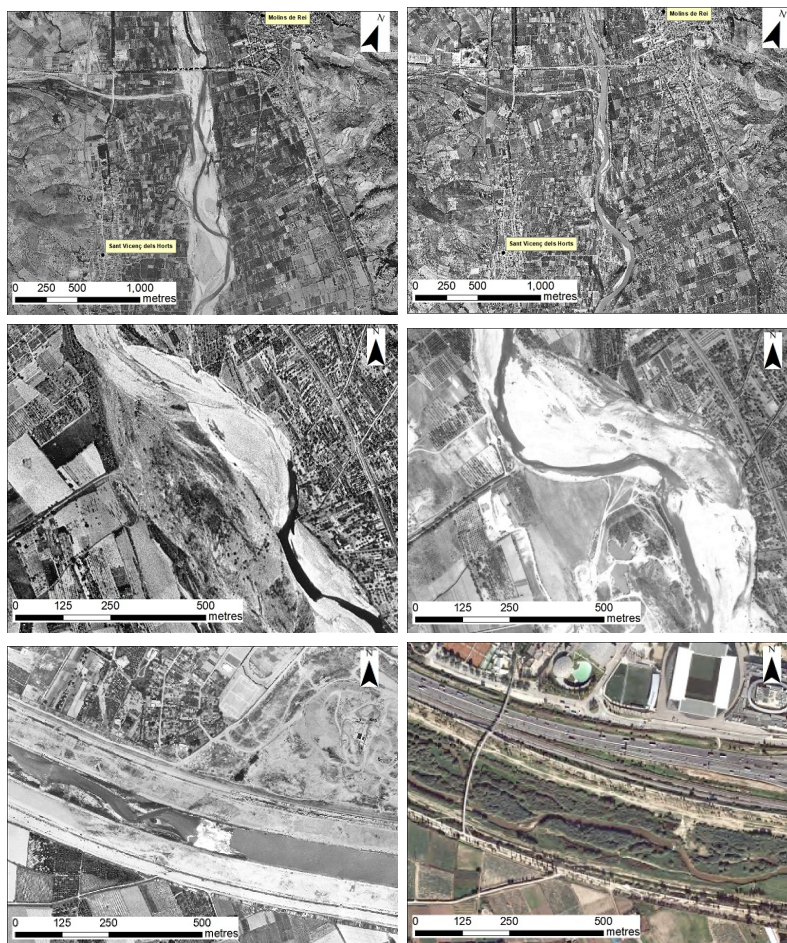 Molins de Rei
N
Sant Vicenç dels Horts
0 250 500 1,000
metres
Molins de Rei
N
Sant Vicenç dels Horts
0 250 500 1,000
metres
N
0 125 250 500
metres
N
0 125 250 500
metres
N
0 125 250 500
metres
N
0 125 250 500
metres